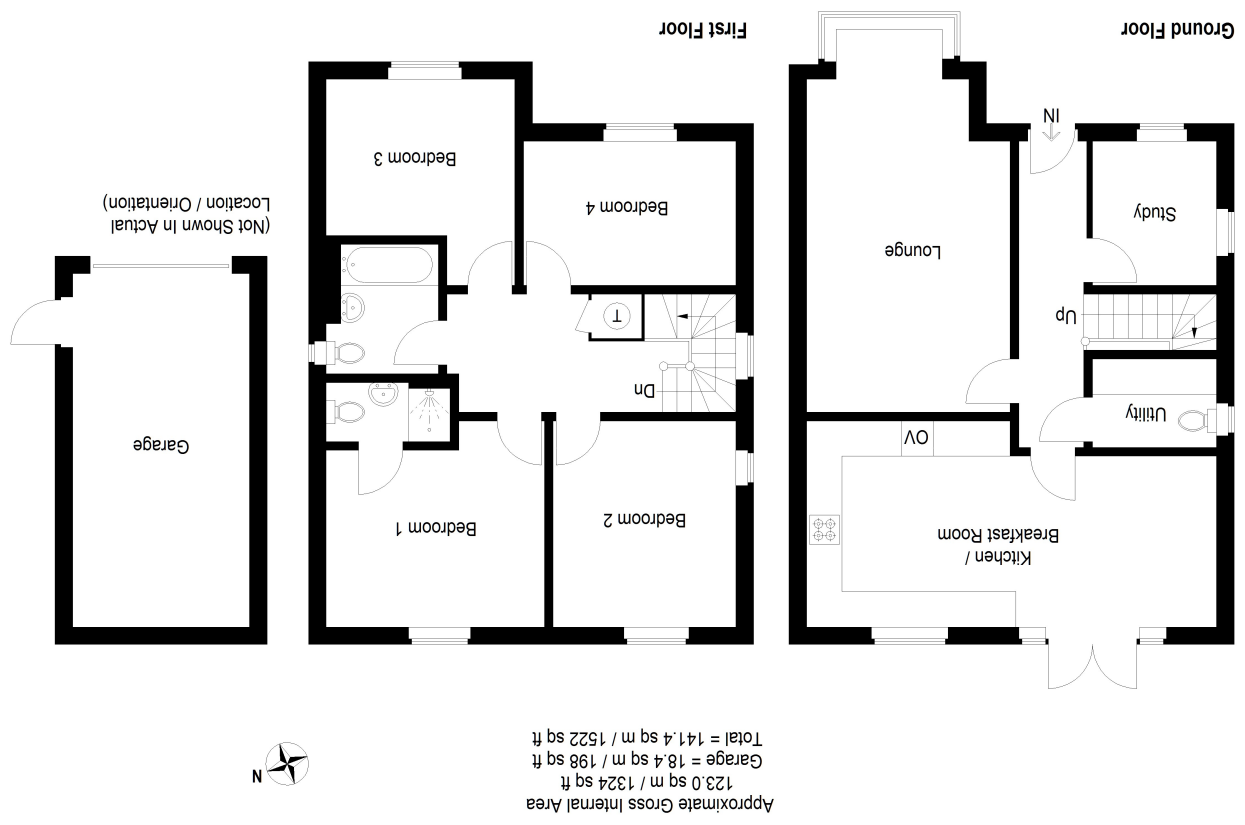 Approximate Gross Internal Area
123.0 sq m / 1324 sq ft
Garage = 18.4 sq m / 198 sq ft
Total = 141.4 sq m / 1522 sq ft
N
Kitchen /
Breakfast Room
OV
Utility
Up
Lounge
Study
IN
Ground Floor
Bedroom 2
Bedroom 1
Dn
T
Bedroom 4
Bedroom 3
First Floor
Garage
(Not Shown In Actual
Location / Orientation)